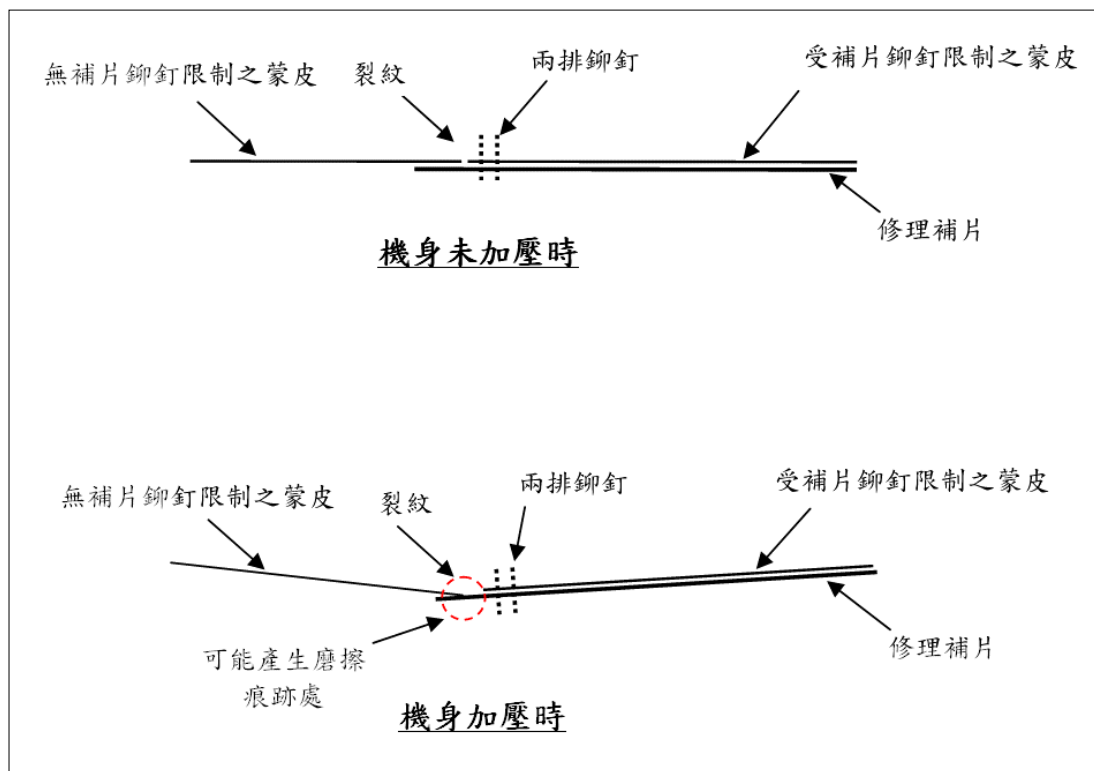 無補片鉚釘限制之蒙皮
裂紋
兩排鉚釘
受補片鉚釘限制之蒙皮
修理補片
機身未加壓時
無補片鉚釘限制之蒙皮
裂紋
兩排鉚釘
受補片鉚釘限制之蒙皮
可能產生磨擦
痕跡處
修理補片
機身加壓時